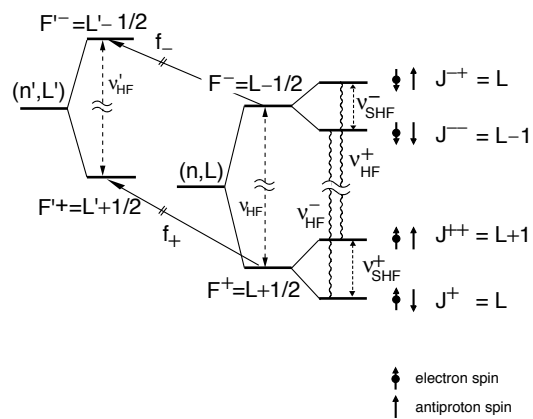 F'⁻=L'-1/2
f₋
(n',L')
ν'HF
F'⁺=L'+1/2
f₊
F⁻=L-1/2
(n,L)
νHF
F⁺=L+1/2
ν⁻SHF
ν⁺HF
ν⁻HF
ν⁺SHF
J⁻⁺ = L
J⁻⁻ = L-1
J⁺⁺ = L+1
J⁺ = L
electron spin
antiproton spin